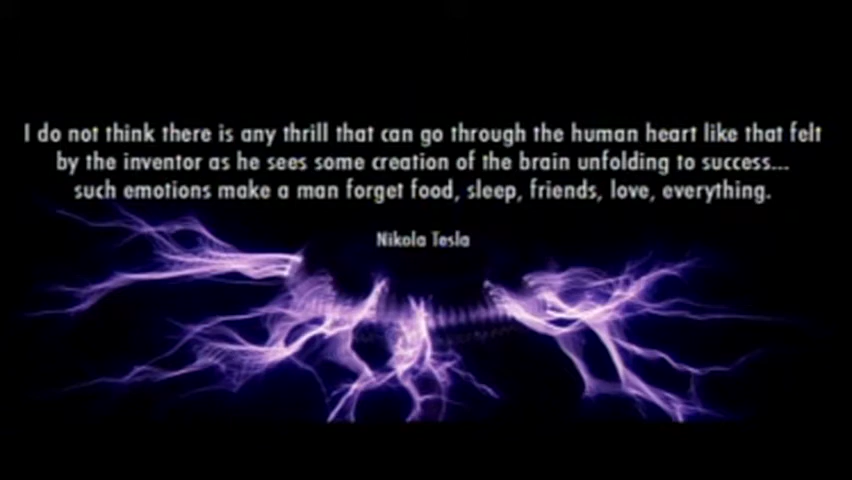 I do not think there is any thrill that can go through the human heart like that felt
by the inventor as he sees some creation of the brain unfolding to success...
such emotions make a man forget food, sleep, friends, love, everything.
Nikola Tesla